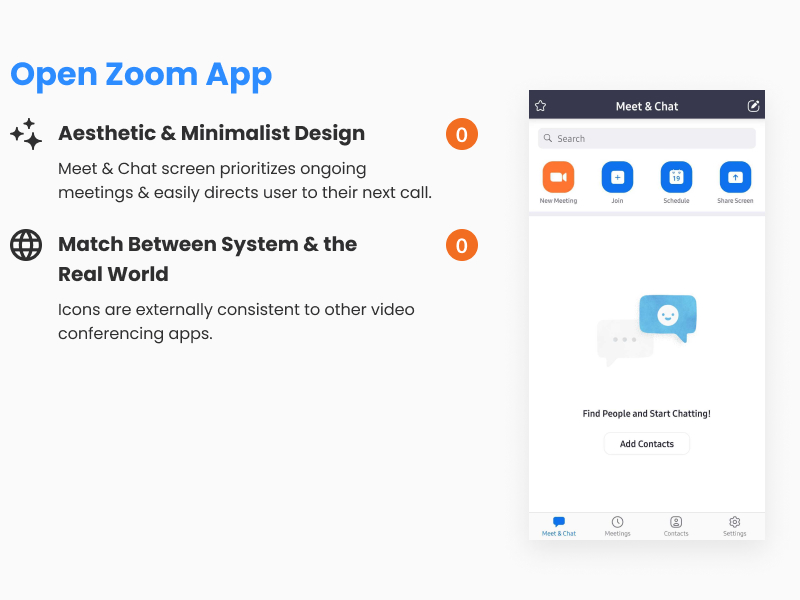 Open Zoom App
Aesthetic & Minimalist Design
0
Meet & Chat screen prioritizes ongoing
meetings & easily directs user to their next call.
Match Between System & the
Real World
0
Icons are externally consistent to other video
conferencing apps.
Meet & Chat
Search
19
New Meeting
Join
Schedule
Share Screen
Find People and Start Chatting!
Add Contacts
Meet & Chat
Meetings
Contacts
Settings